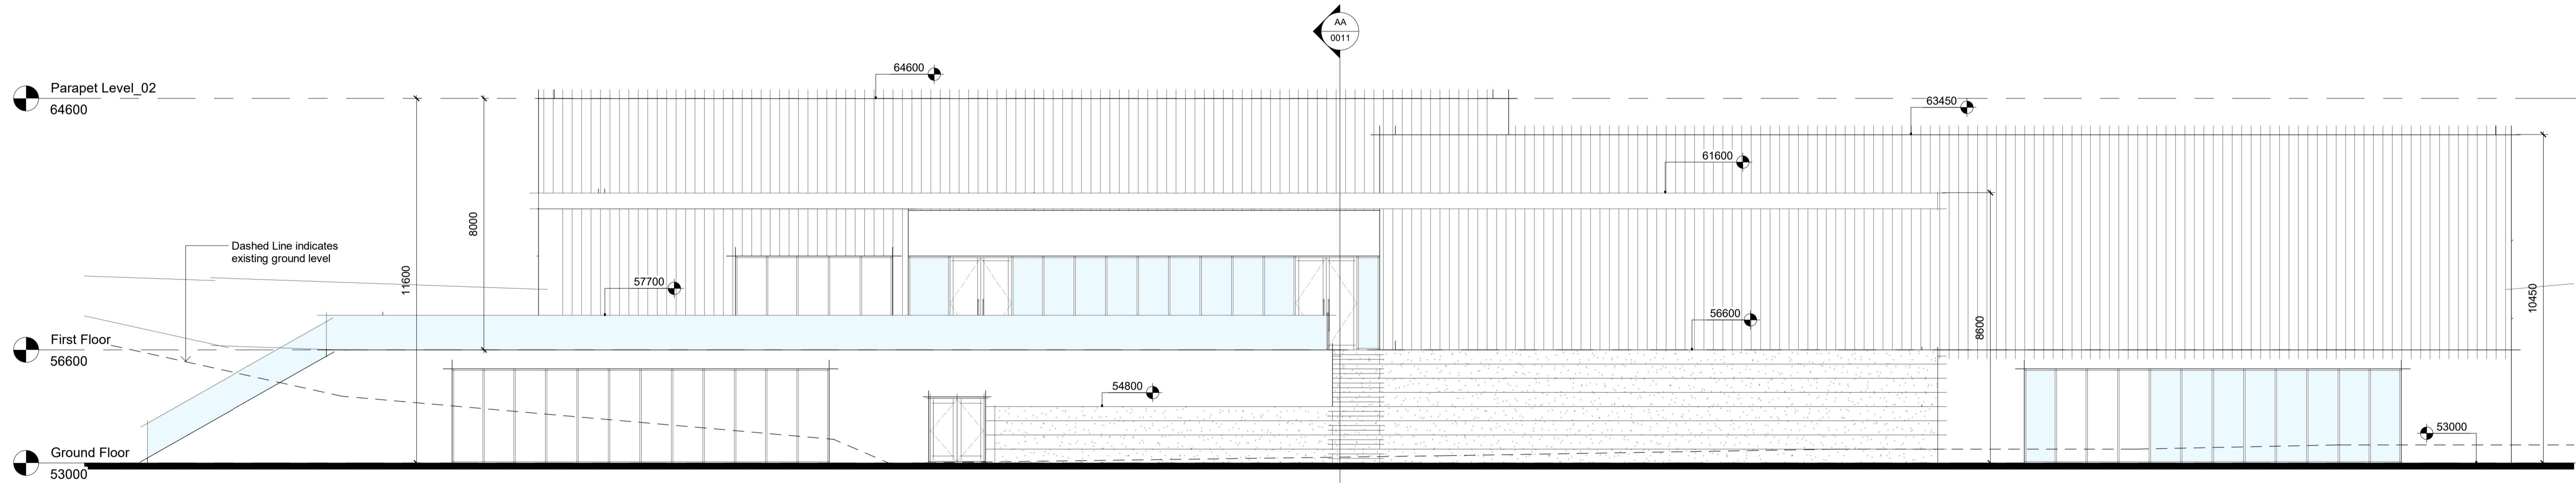 AA
0011
64600
Parapet Level_02
64600
63450
61600
8000
Dashed Line indicates
existing ground level
11600
57700
10450
56600
8600
First Floor
56600
54800
53000
Ground Floor
53000